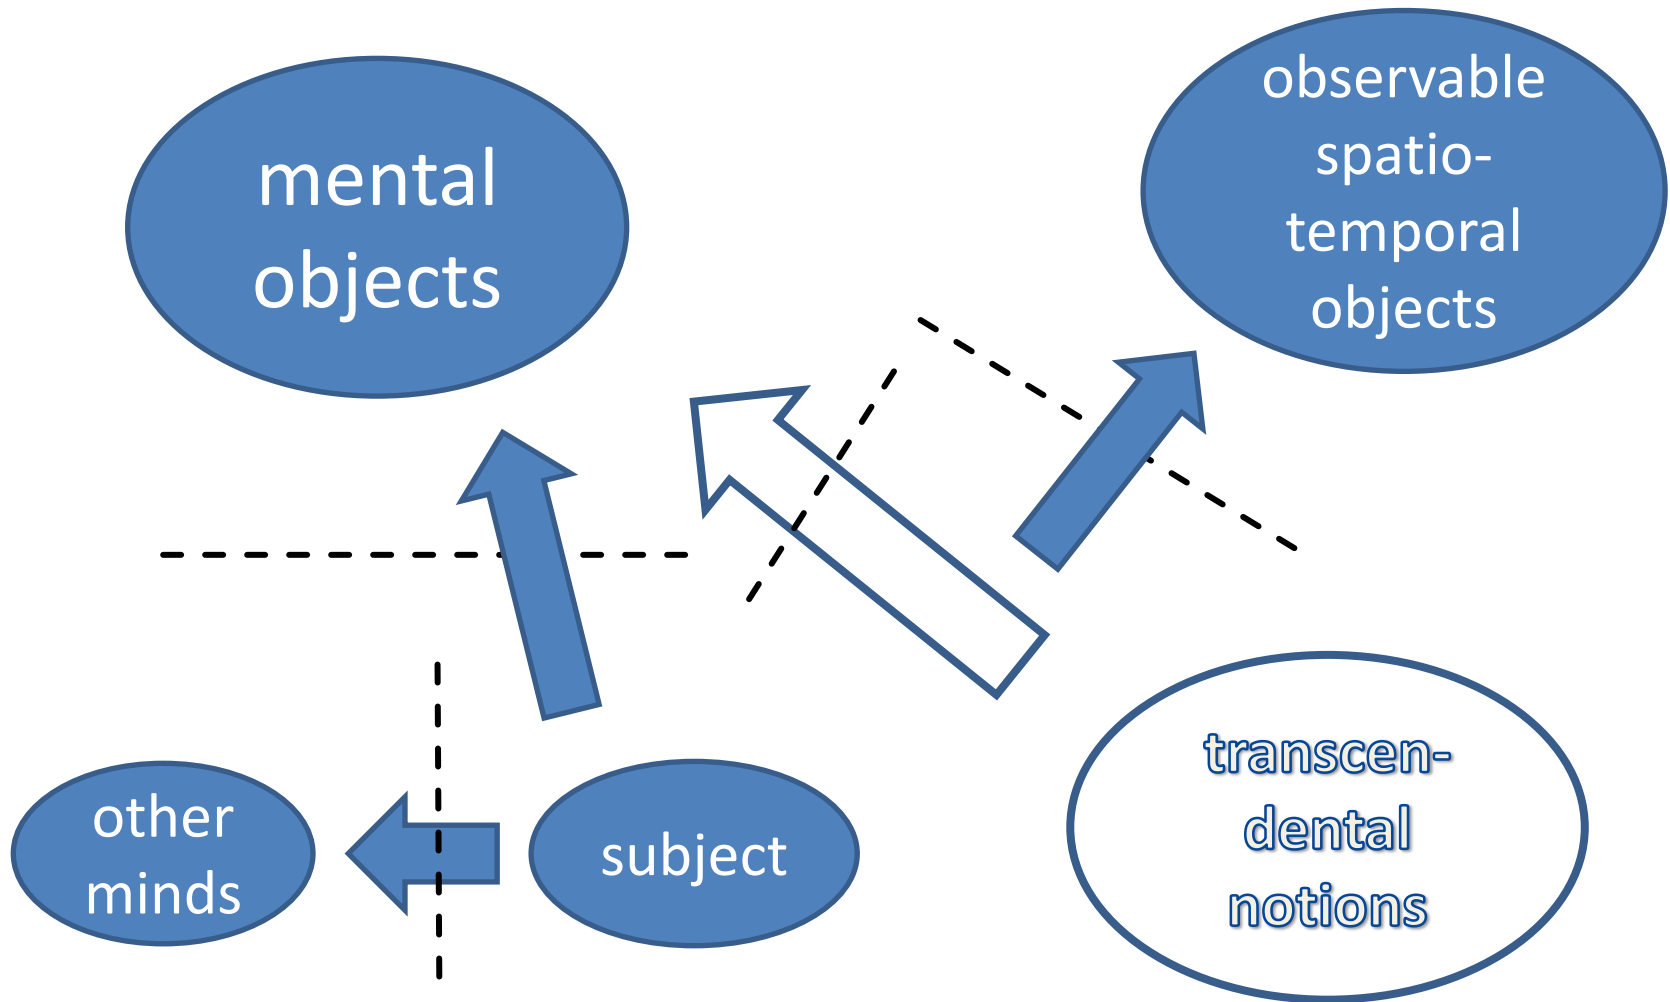 mental
objects
observable
spatio-
temporal
objects
other
minds
subject
transcen-
dental
notions